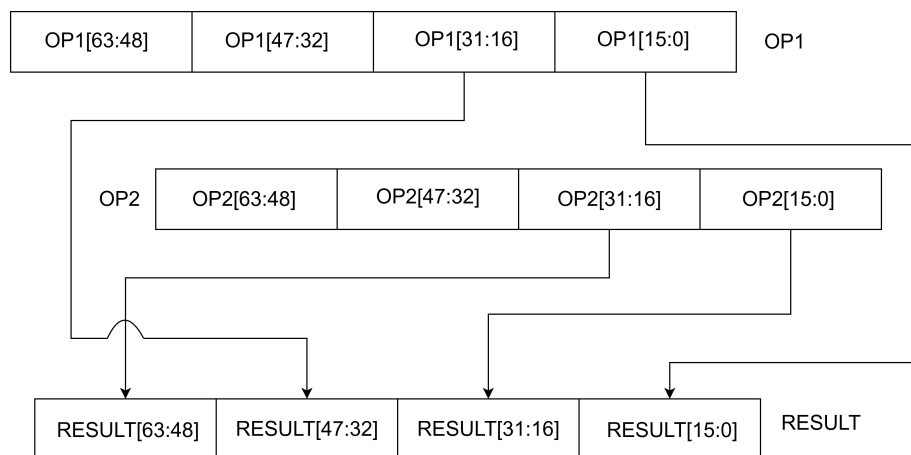 OP1[63:48] OP1[47:32] OP1[31:16] OP1[15:0] OP1
OP2 OP2[63:48] OP2[47:32] OP2[31:16] OP2[15:0]
RESULT[63:48] RESULT[47:32] RESULT[31:16] RESULT[15:0] RESULT